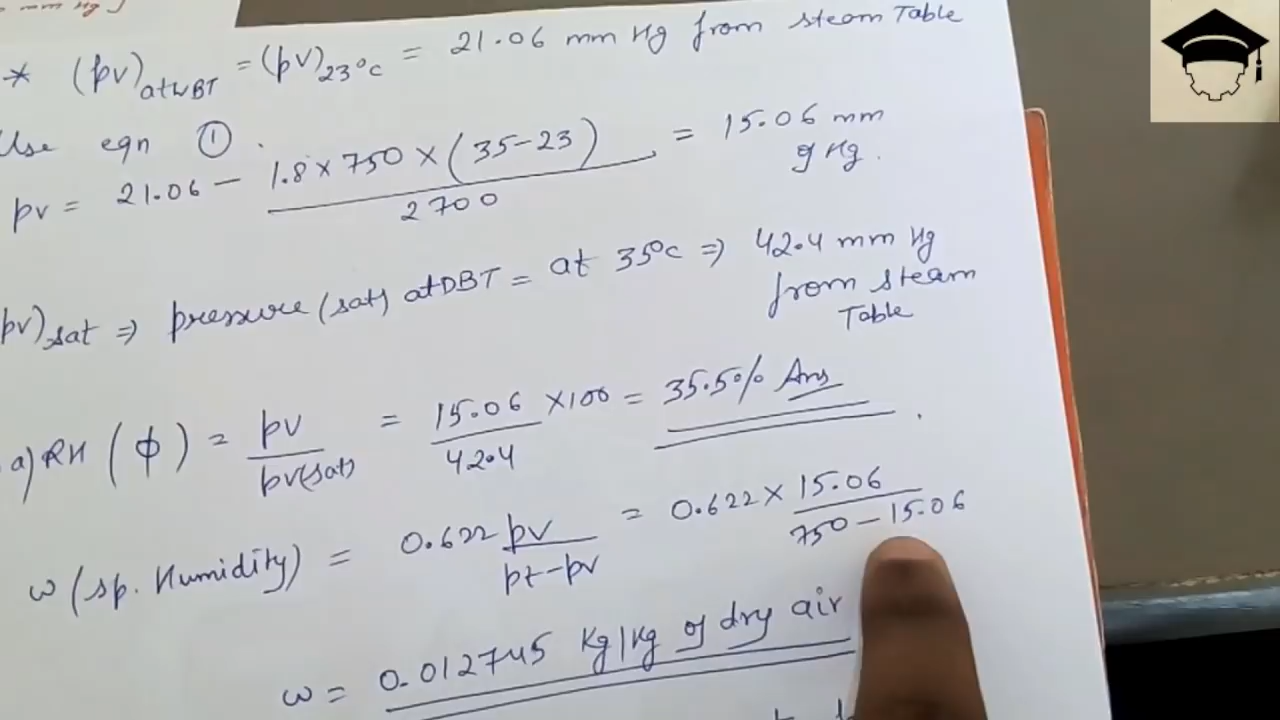 * (pv)atWBT = (pv)23°C = 21.06 mm Hg from steam Table
Use eqn ①.
pv = 21.06 - 1.8 × 750 × (35-23) / 2700 = 15.06 mm of Hg.
pv)sat ⇒ pressure (sat) at DBT = at 35°C ⇒ 42.4 mm Hg
from steam
Table
a) RH (ϕ) = pv / pv(sat) = 15.06 / 42.4 × 100 = 35.5% Ans
ω (sp. Humidity) = 0.622 pv / pt-pv = 0.622 × 15.06 / 750-15.06
ω = 0.012745 Kg/Kg of dry air